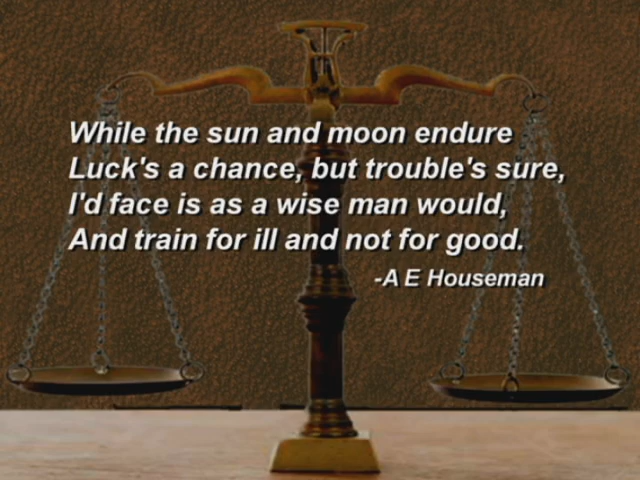 While the sun and moon endure
Luck's a chance, but trouble's sure,
I'd face is as a wise man would,
And train for ill and not for good.
-A E Houseman